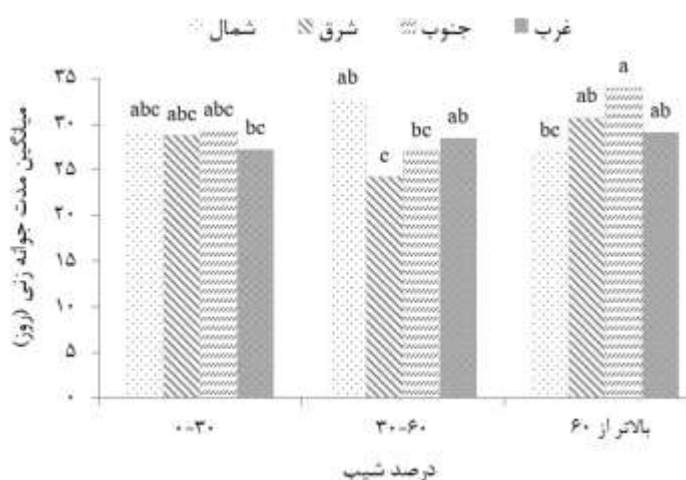 شمال شرق جنوب غرب
میانگین مدت جوانه زنی (روز)
۳۵
۳۰
۲۵
۲۰
۱۵
۱۰
۵
۰
abc abc abc bc
ab c bc ab
bc ab a ab
۰-۳۰ ۳۰-۶۰ بالاتر از ۶۰
درصد شیب